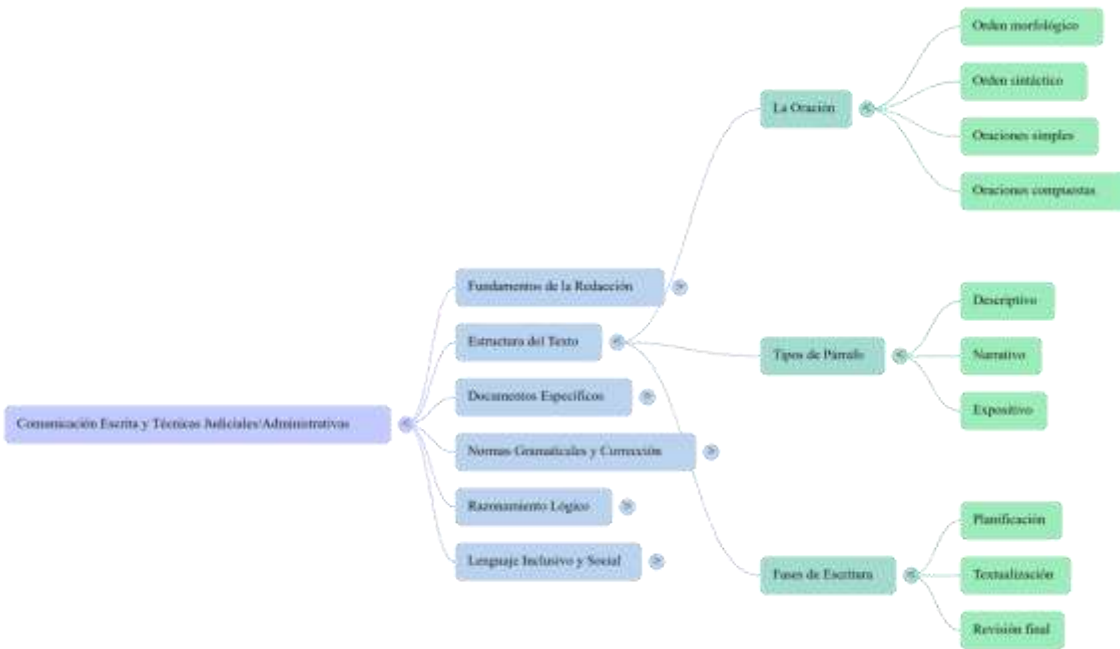 Comunicación Escrita y Técnicas Judiciales/Administrativas
Fundamentos de la Redacción
Estructura del Texto
Documentos Específicos
Normas Gramaticales y Corrección
Razonamiento Lógico
Lenguaje Inclusivo y Social
La Oración
Orden morfológico
Orden sintáctico
Oraciones simples
Oraciones compuestas
Tipos de Párrafo
Descriptivo
Narrativo
Expositivo
Fases de Escritura
Planificación
Textualización
Revisión final